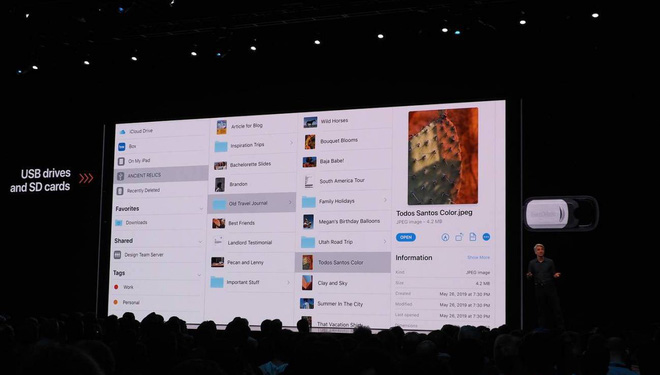 USB drives
and SD cards
iCloud Drive
Box
On My iPad
ANCIENT RELICS
Recently Deleted
Favorites
Downloads
Shared
Design Team Server
Tags
Work
Personal
Article for Blog
Inspiration Trips
Bachelorette Slides
Brandon
Old Travel Journal
Best Friends
Landlord Testimonial
Pecan and Lenny
Important Stuff
Wild Horses
Bouquet Blooms
Baja Babe!
South America Tour
Family Holidays
Megan's Birthday Balloons
Utah Road Trip
Todos Santos Color
Clay and Sky
Summer In The City
That Vacation
Todos Santos Color.jpeg
JPEG image - 4.2 MB
OPEN
Information
Show More
Kind
JPEG image
Size
4.2 MB
Created
May 26, 2019 at 7:30 PM
Modified
May 26, 2019 at 7:30 PM
Last opened
May 26, 2019 at 7:30 PM